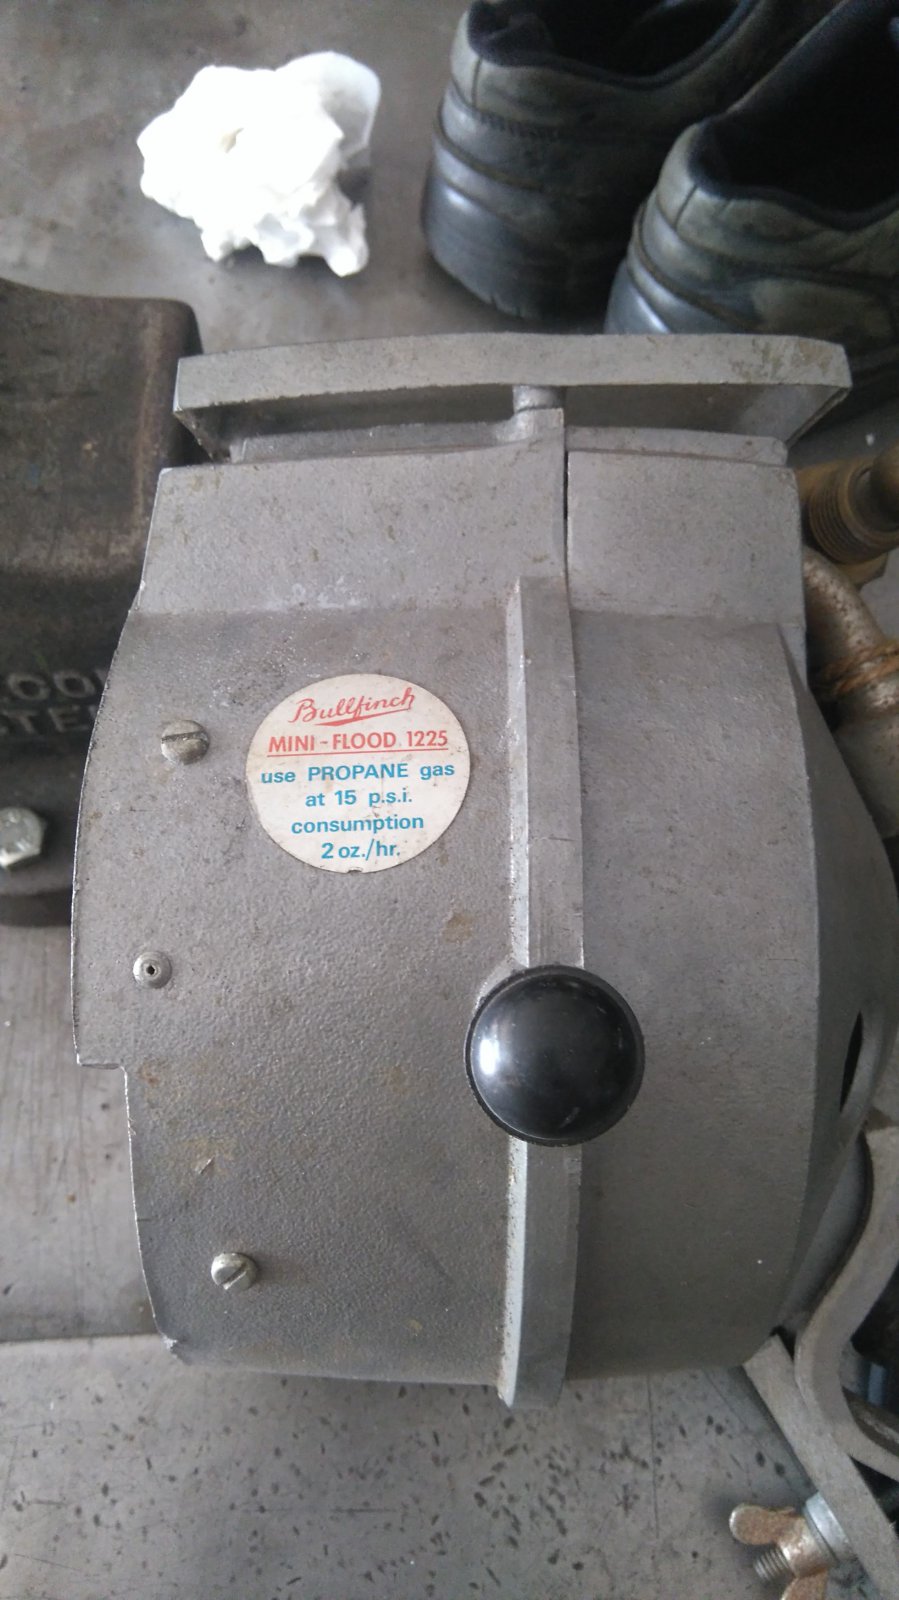 Bullfinch
MINI-FLOOD 1225
use PROPANE gas
at 15 p.s.i.
consumption
2 oz./hr.